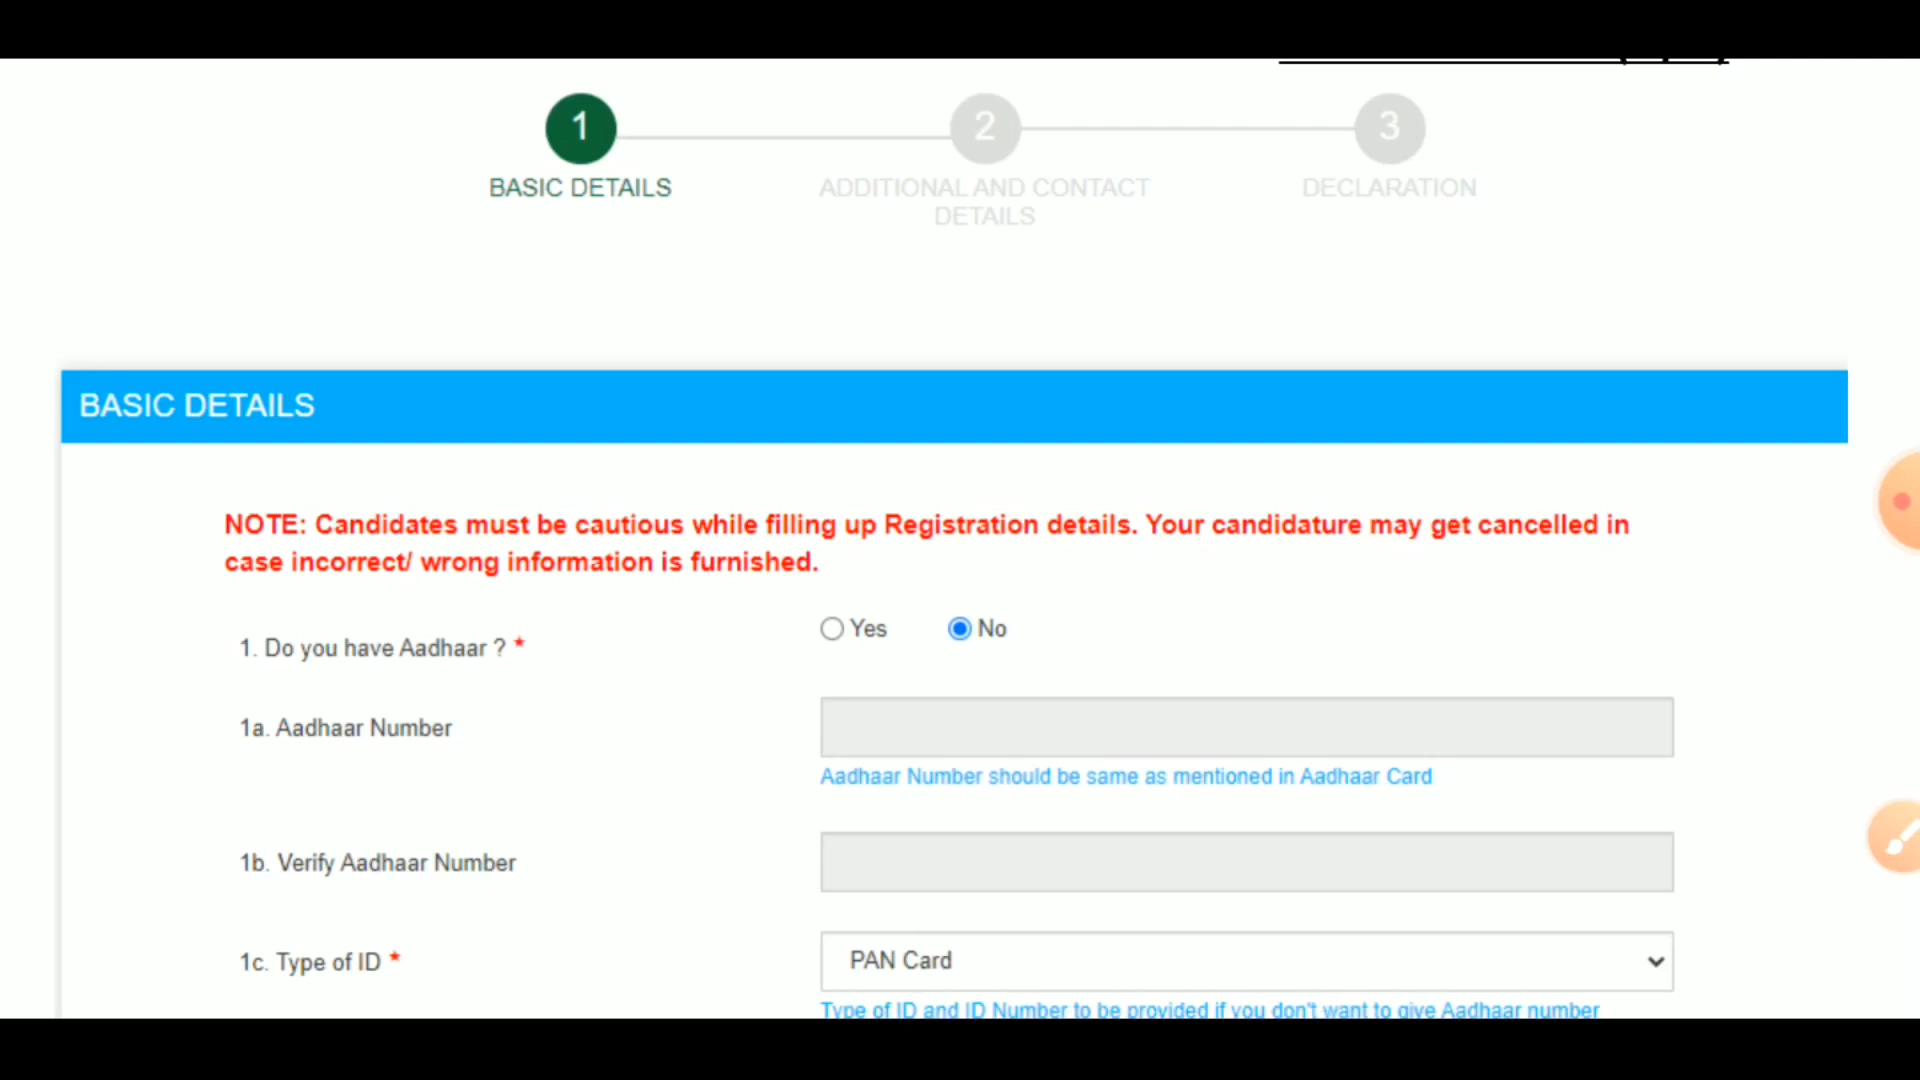 1
2
3
BASIC DETAILS
ADDITIONAL AND CONTACT
DETAILS
DECLARATION
BASIC DETAILS
NOTE: Candidates must be cautious while filling up Registration details. Your candidature may get cancelled in
case incorrect/ wrong information is furnished.
1. Do you have Aadhaar ? *
Yes
No
1a. Aadhaar Number
Aadhaar Number should be same as mentioned in Aadhaar Card
1b. Verify Aadhaar Number
1c. Type of ID *
PAN Card
Type of ID and ID Number to be provided if you don't want to give Aadhaar number